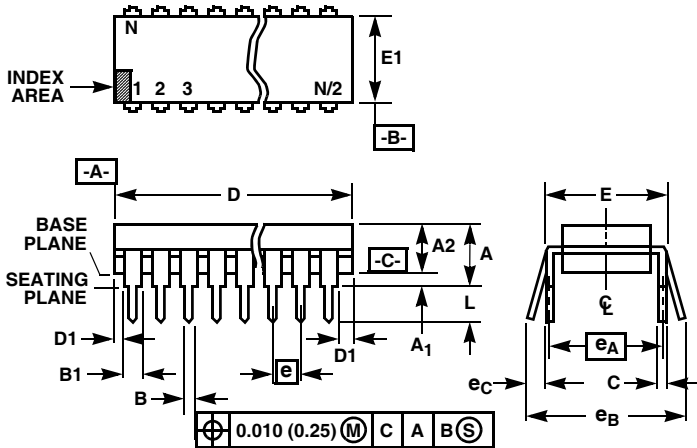 N
INDEX
AREA
1 2 3 N/2
E1
-B-
-A-
D
E
BASE
PLANE
A2
A
-C-
SEATING
PLANE
L
C
L
D1
D1
A1
eA
B1
e
eC
C
B
eB
0.010 (0.25) M C A B S